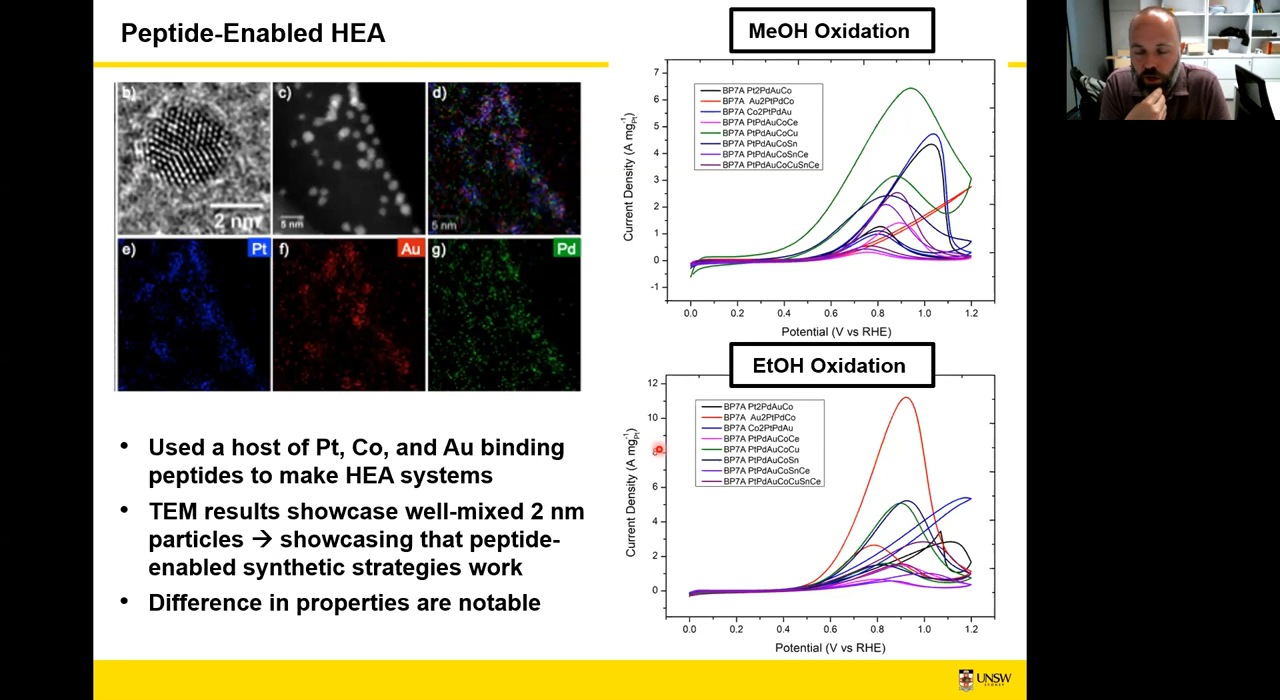 Peptide-Enabled HEA
b)
2 nm
c)
5 nm
d)
5 nm
e)
Pt
f)
Au
g)
Pd
• Used a host of Pt, Co, and Au binding
peptides to make HEA systems
• TEM results showcase well-mixed 2 nm
particles → showcasing that peptide-
enabled synthetic strategies work
• Difference in properties are notable
MeOH Oxidation
BP7A Pt2PdAuCo
BP7A Au2PtPdCo
BP7A Co2PtPdAu
BP7A PtPdAuCoCe
BP7A PtPdAuCoCu
BP7A PtPdAuCoSn
BP7A PtPdAuCoSnCe
BP7A PtPdAuCoCuSnCe
Current Density (A mg⁻¹Pt)
7
6
5
4
3
2
1
0
-1
0.0 0.2 0.4 0.6 0.8 1.0 1.2
Potential (V vs RHE)
EtOH Oxidation
BP7A Pt2PdAuCo
BP7A Au2PtPdCo
BP7A Co2PtPdAu
BP7A PtPdAuCoCe
BP7A PtPdAuCoCu
BP7A PtPdAuCoSn
BP7A PtPdAuCoSnCe
BP7A PtPdAuCoCuSnCe
Current Density (A mg⁻¹Pt)
12
10
8
6
4
2
0
0.0 0.2 0.4 0.6 0.8 1.0 1.2
Potential (V vs RHE)
UNSW
SYDNEY